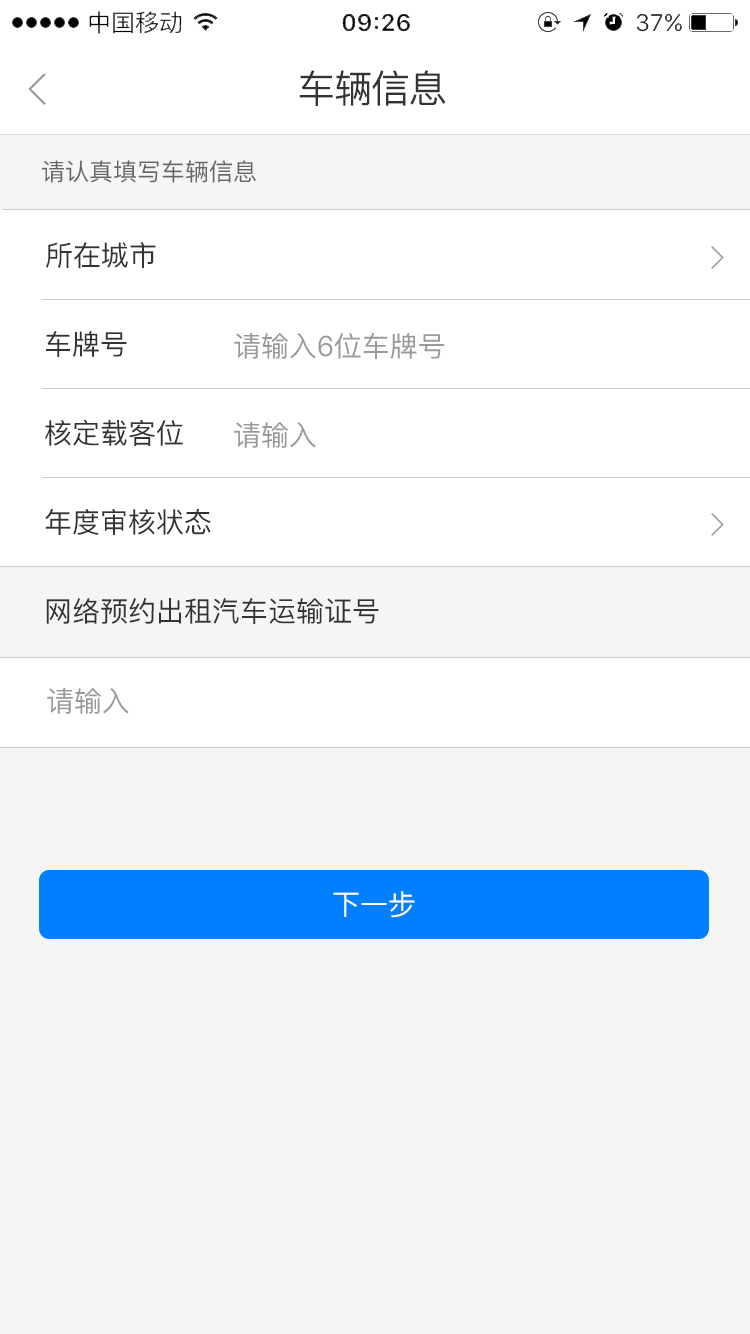 中国移动 09:26 37%
车辆信息
请认真填写车辆信息
所在城市
车牌号 请输入6位车牌号
核定载客位 请输入
年度审核状态
网络预约出租汽车运输证号
请输入
下一步